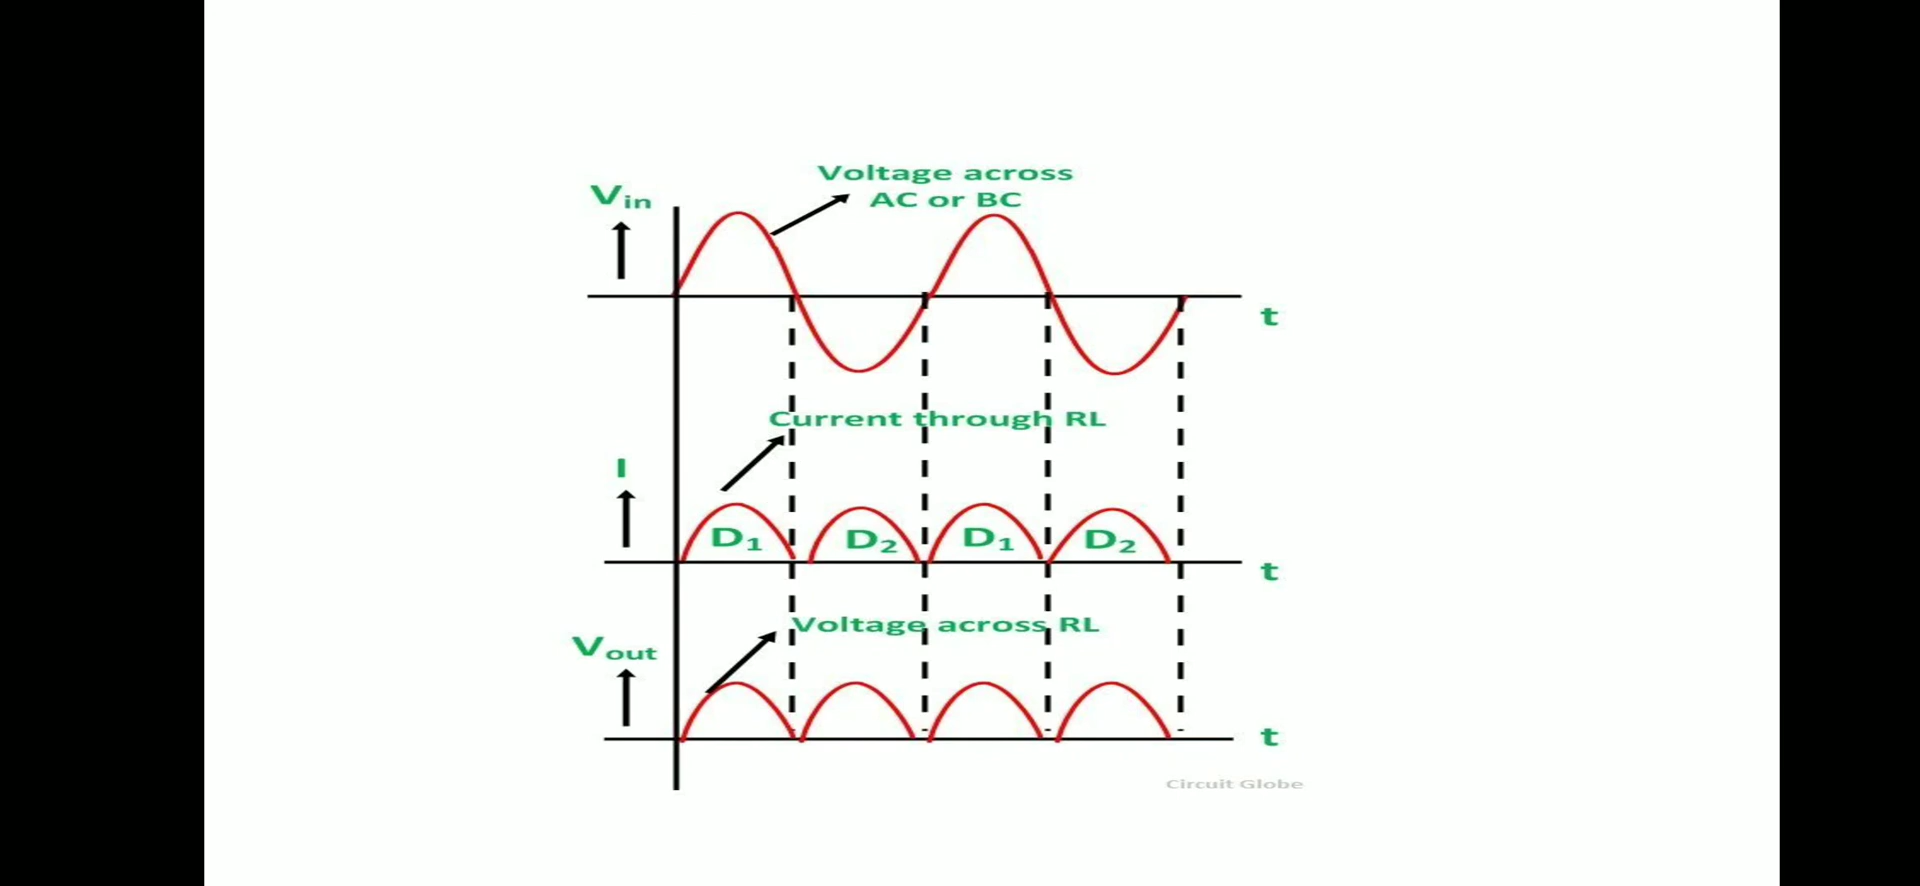 Voltage across
AC or BC
Vin
t
Current through RL
I
D1 D2 D1 D2
t
Voltage across RL
Vout
t
Circuit Globe